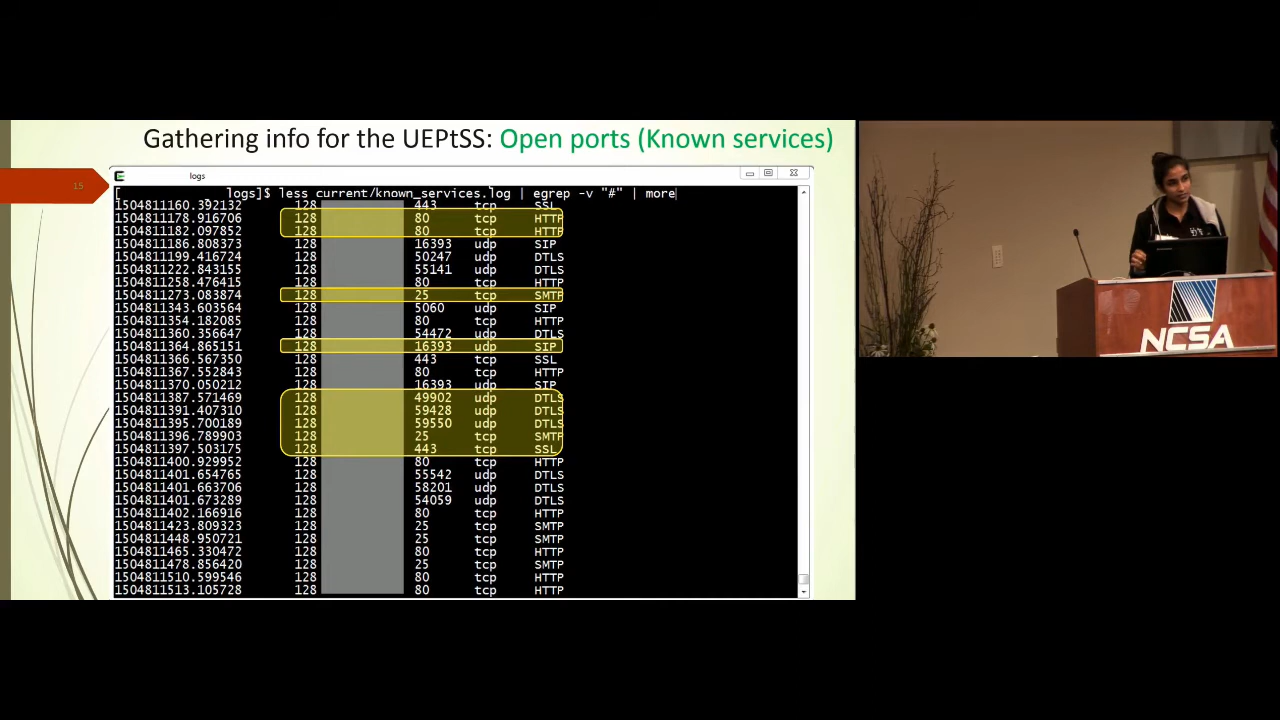 Gathering info for the UEPtSS: Open ports (Known services)
15
logs
[ logs]$ less current/known_services.log | egrep -v "#" | more
1504811160.392132 128 443 tcp SSL
1504811178.916706 128 80 tcp HTTP
1504811182.097852 128 80 tcp HTTP
1504811186.808373 128 16393 udp SIP
1504811199.416724 128 50247 udp DTLS
1504811222.843155 128 55141 udp DTLS
1504811258.476415 128 80 tcp HTTP
1504811273.083874 128 25 tcp SMTP
1504811343.603564 128 5060 udp SIP
1504811354.182085 128 80 tcp HTTP
1504811360.356647 128 54472 udp DTLS
1504811364.865151 128 16393 udp SIP
1504811366.567350 128 443 tcp SSL
1504811367.552843 128 80 tcp HTTP
1504811370.050212 128 16393 udp SIP
1504811387.571469 128 49902 udp DTLS
1504811391.407310 128 59428 udp DTLS
1504811395.700189 128 59550 udp DTLS
1504811396.789903 128 25 tcp SMTP
1504811397.503175 128 443 tcp SSL
1504811400.929952 128 80 tcp HTTP
1504811401.654765 128 55542 udp DTLS
1504811401.663706 128 58201 udp DTLS
1504811401.673289 128 54059 udp DTLS
1504811402.166916 128 80 tcp HTTP
1504811423.809323 128 25 tcp SMTP
1504811448.950721 128 25 tcp SMTP
1504811465.330472 128 80 tcp HTTP
1504811478.856420 128 25 tcp SMTP
1504811510.599546 128 80 tcp HTTP
1504811513.105728 128 80 tcp HTTP
NCSA